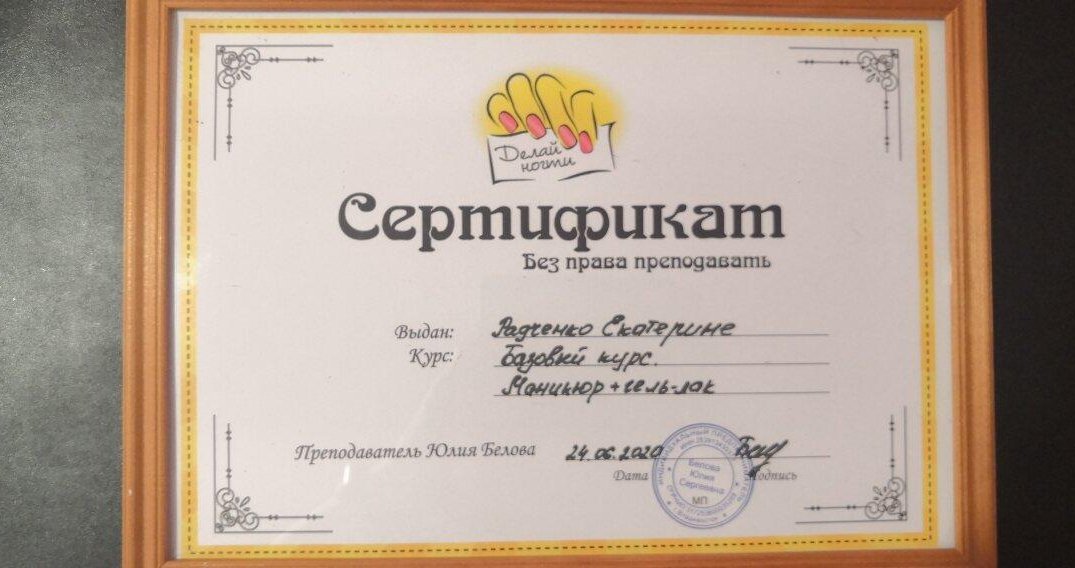 Делай
ногти
Сертификат
Без права преподавать
Выдан: Радченко Екатерине
Курс: Базовый курс.
Маникюр + гель-лак
Преподаватель Юлия Белова 24.06.2020
Дата Подпись
Белова
Юлия
Сергеевна
МП